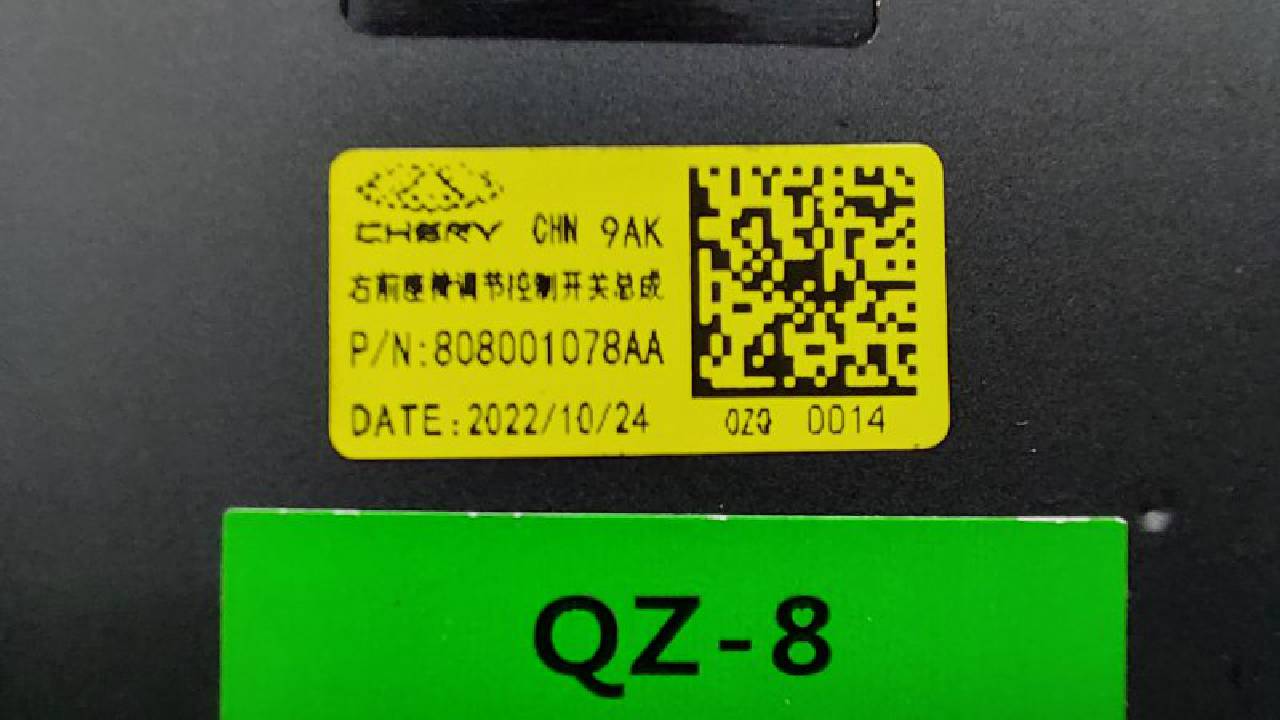 CHERY CHN 9AK
右前座椅调节控制开关总成
P/N:808001078AA
DATE:2022/10/24
QZQ 0014
QZ-8